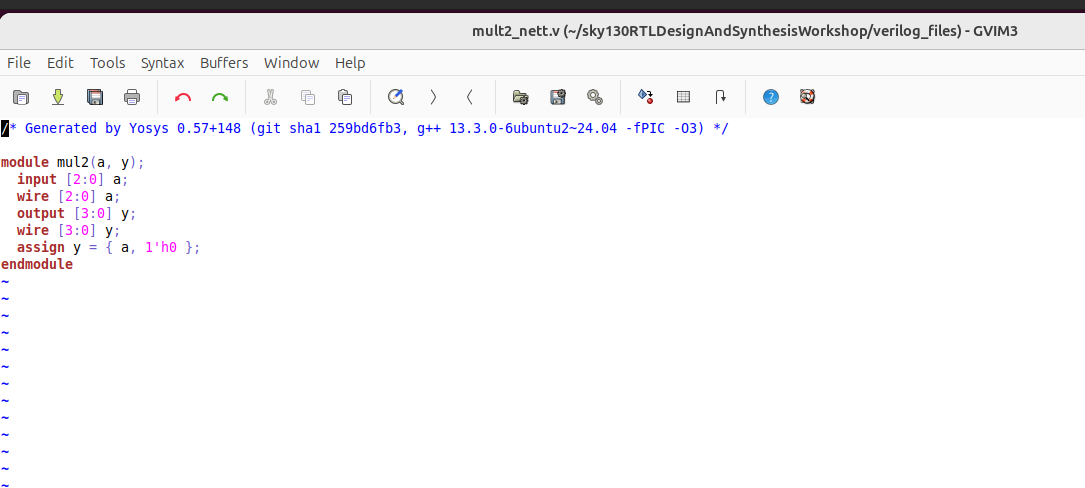 mult2_nett.v (~/sky130RTLDesignAndSynthesisWorkshop/verilog_files) - GVIM3
File Edit Tools Syntax Buffers Window Help
/* Generated by Yosys 0.57+148 (git sha1 259bd6fb3, g++ 13.3.0-6ubuntu2~24.04 -fPIC -O3) */
module mul2(a, y);
  input [2:0] a;
  wire [2:0] a;
  output [3:0] y;
  wire [3:0] y;
  assign y = { a, 1'h0 };
endmodule
~
~
~
~
~
~
~
~
~
~
~
~
~